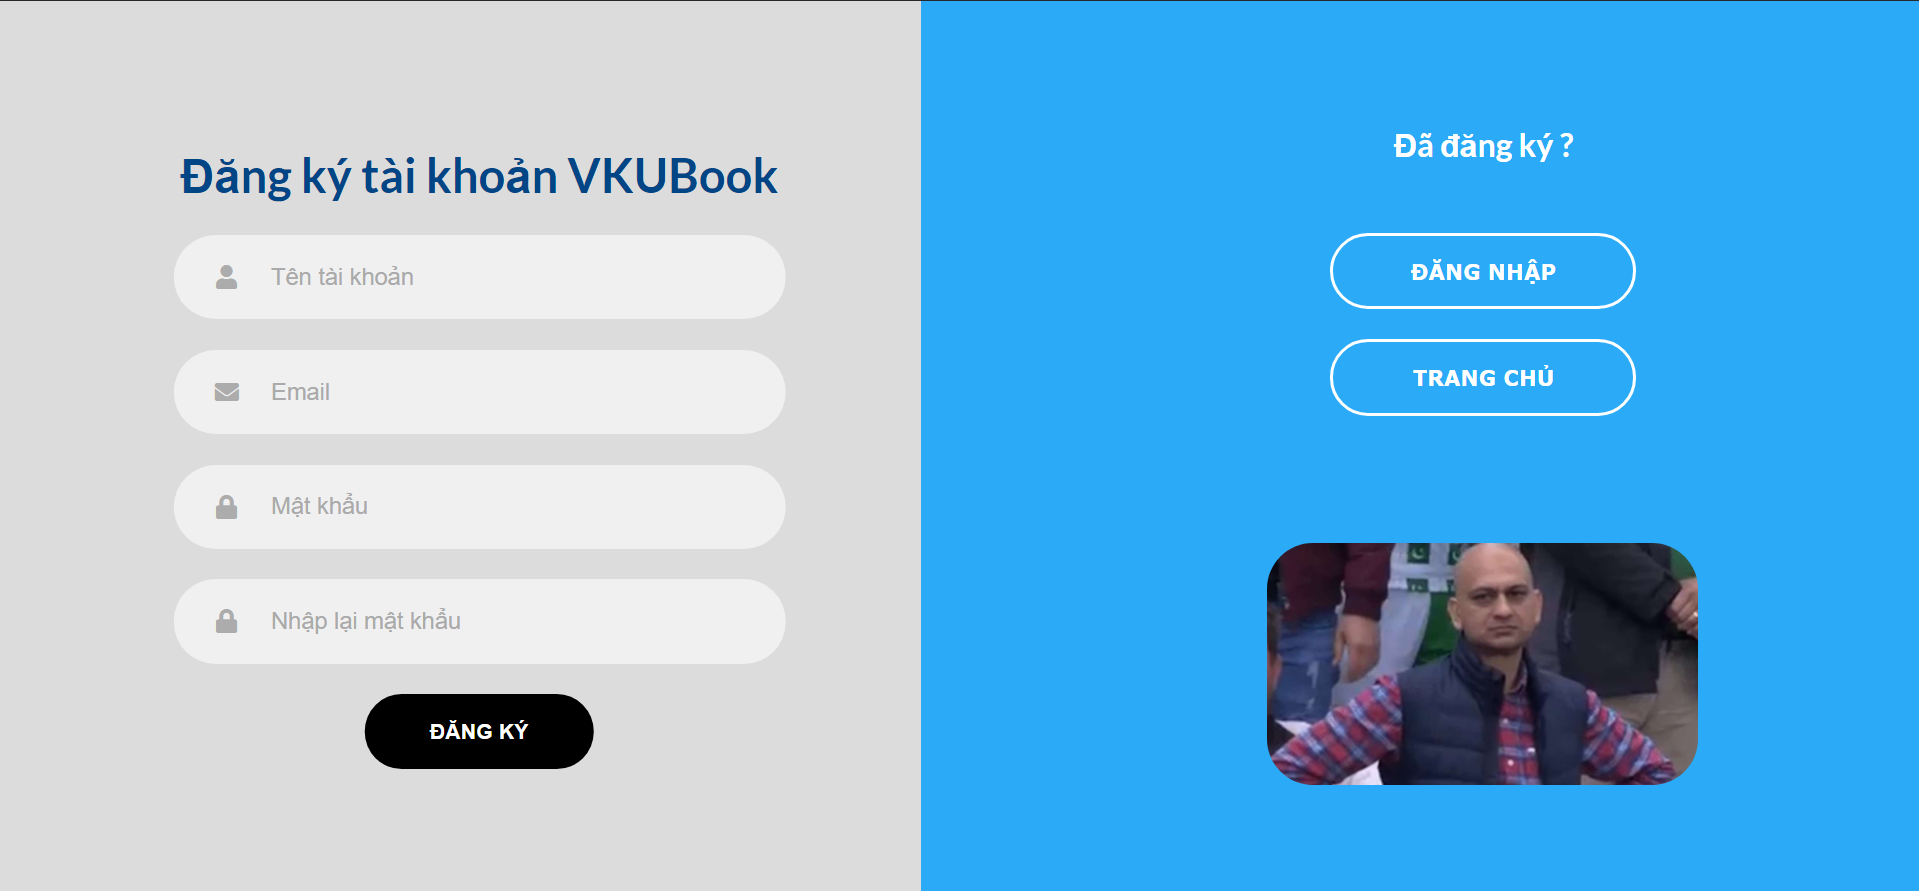 Đăng ký tài khoản VKUBook
Tên tài khoản
Email
Mật khẩu
Nhập lại mật khẩu
ĐĂNG KÝ
Đã đăng ký ?
ĐĂNG NHẬP
TRANG CHỦ